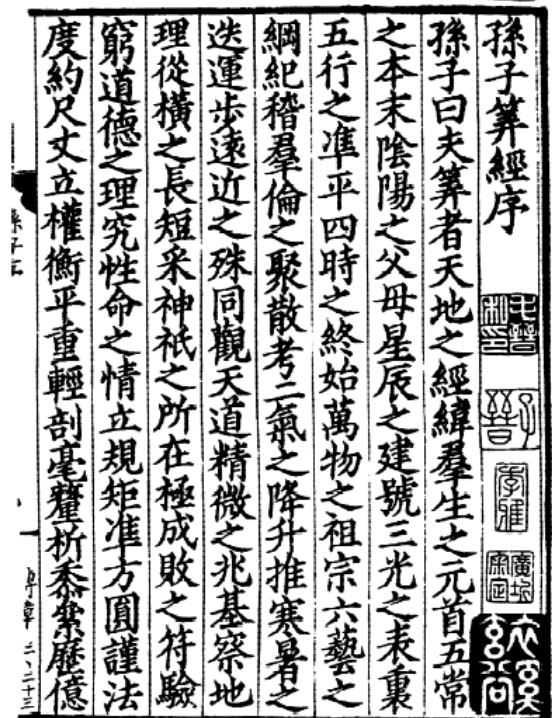 孫子筭經序
孫子曰夫筭者天地之經緯羣生之元首五常
之本末陰陽之父母星辰之建號三光之表裏
五行之準平四時之終始萬物之祖宗六藝之
綱紀稽羣倫之聚散考二氣之降升推寒暑之
迭運步遠近之殊同觀天道精微之兆基察地
理從橫之長短采神祇之所在極成敗之符驗
窮道德之理究性命之情立規矩準方圓謹法
度約尺丈立權衡平重輕剖毫釐析黍絫歷億